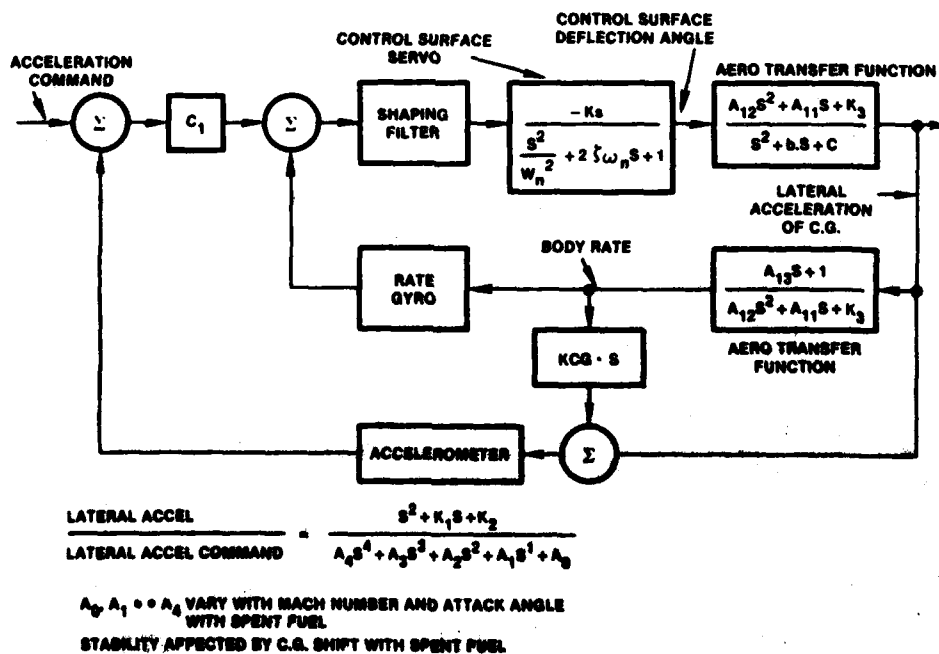 ACCELERATION
COMMAND
Σ
C₁
Σ
SHAPING
FILTER
CONTROL SURFACE
SERVO
-Ks
S²
Wₙ²
+ 2 ζ ωₙ S + 1
CONTROL SURFACE
DEFLECTION ANGLE
AERO TRANSFER FUNCTION
A₁₂S² + A₁₁S + K₃
S² + b.S + C
LATERAL
ACCELERATION
OF C.G.
BODY RATE
RATE
GYRO
A₁₃S + 1
A₁₂S² + A₁₁S + K₃
AERO TRANSFER
FUNCTION
KCG · S
ACCELEROMETER
Σ
LATERAL ACCEL
LATERAL ACCEL COMMAND
=
S² + K₁S + K₂
A₄S⁴ + A₃S³ + A₂S² + A₁S¹ + A₀
A₀, A₁ • • A₄ VARY WITH MACH NUMBER AND ATTACK ANGLE
WITH SPENT FUEL
STABILITY AFFECTED BY C.G. SHIFT WITH SPENT FUEL